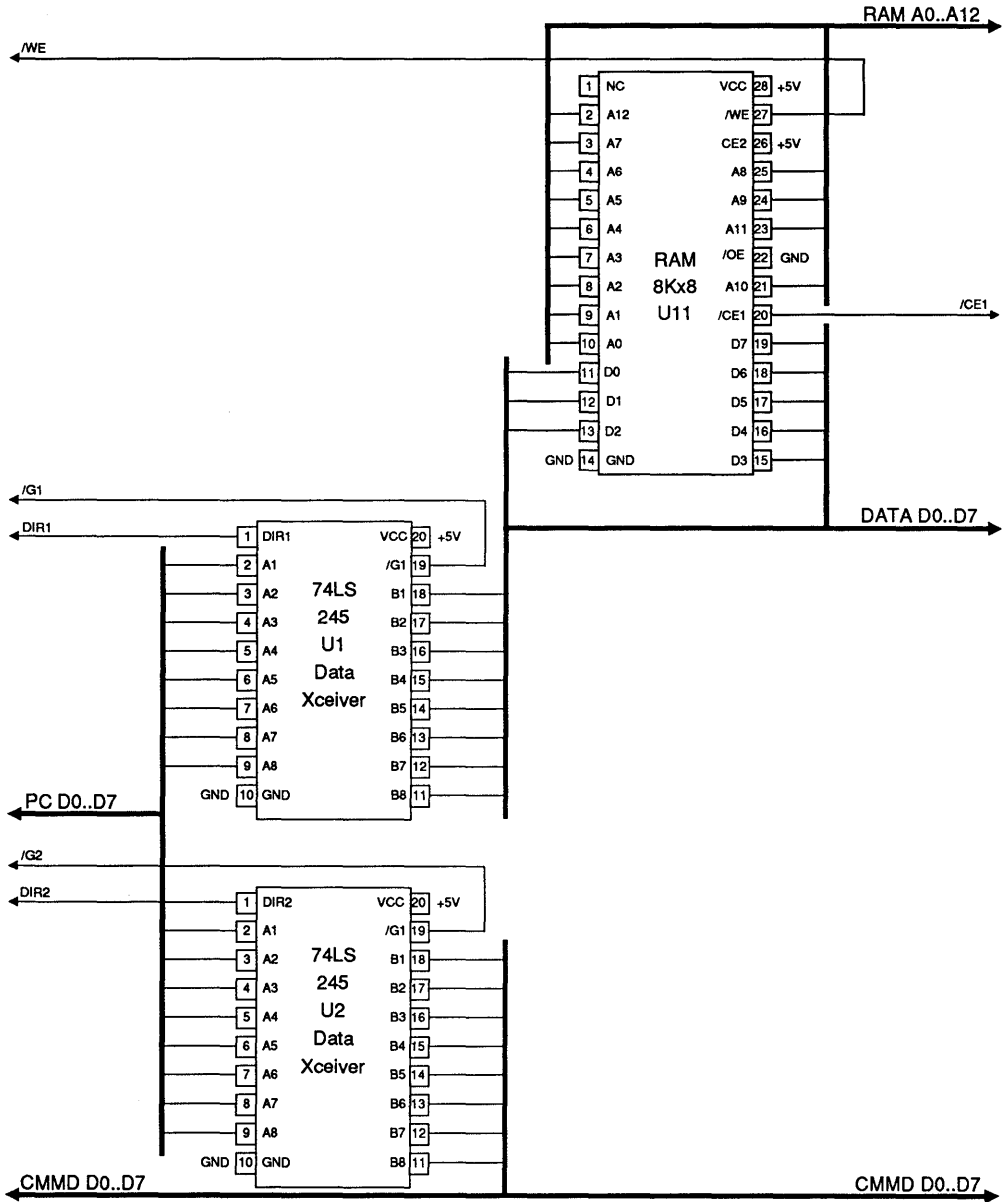 RAM A0..A12
/WE
1 NC VCC 28 +5V
2 A12 /WE 27
3 A7 CE2 26 +5V
4 A6 A8 25
5 A5 A9 24
6 A4 A11 23
7 A3 RAM /OE 22 GND
8 A2 8Kx8 A10 21
9 A1 U11 /CE1 20 /CE1
10 A0 D7 19
11 D0 D6 18
12 D1 D5 17
13 D2 D4 16
GND 14 GND D3 15
/G1
DIR1 DATA D0..D7
1 DIR1 VCC 20 +5V
2 A1 /G1 19
3 A2 74LS B1 18
4 A3 245 B2 17
5 A4 U1 B3 16
6 A5 Data B4 15
7 A6 Xceiver B5 14
8 A7 B6 13
9 A8 B7 12
GND 10 GND B8 11
PC D0..D7
/G2
DIR2
1 DIR2 VCC 20 +5V
2 A1 /G1 19
3 A2 74LS B1 18
4 A3 245 B2 17
5 A4 U2 B3 16
6 A5 Data B4 15
7 A6 Xceiver B5 14
8 A7 B6 13
9 A8 B7 12
GND 10 GND B8 11
CMMD D0..D7 CMMD D0..D7